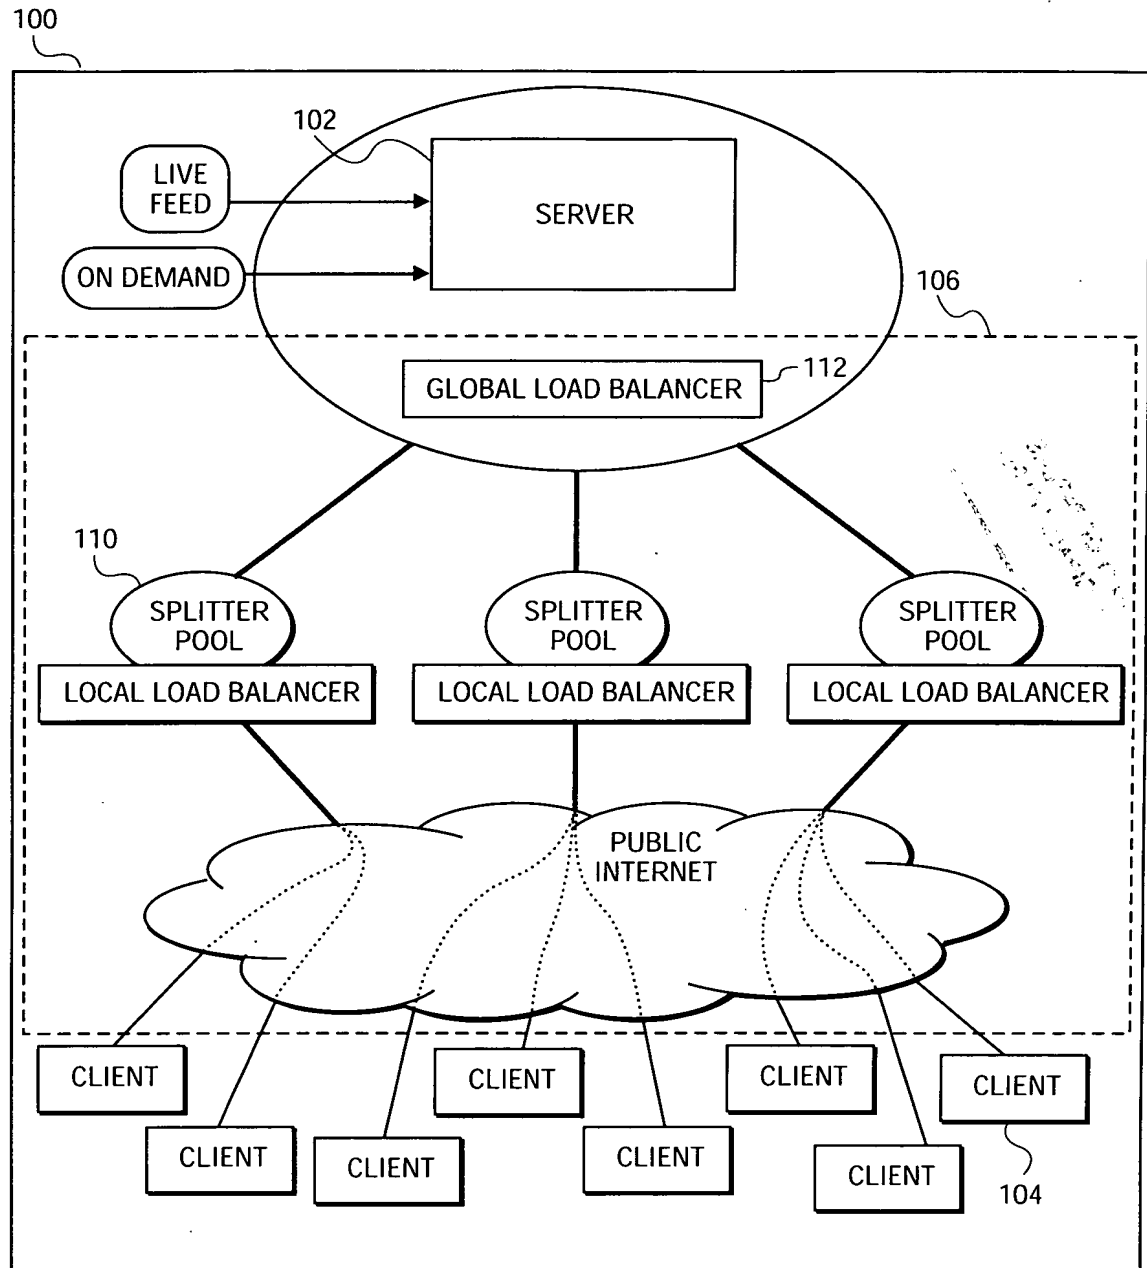 100
102
LIVE
FEED
SERVER
ON DEMAND
106
GLOBAL LOAD BALANCER
112
110
SPLITTER
POOL
SPLITTER
POOL
SPLITTER
POOL
LOCAL LOAD BALANCER
LOCAL LOAD BALANCER
LOCAL LOAD BALANCER
PUBLIC
INTERNET
CLIENT
CLIENT
CLIENT
CLIENT
CLIENT
CLIENT
CLIENT
CLIENT
104